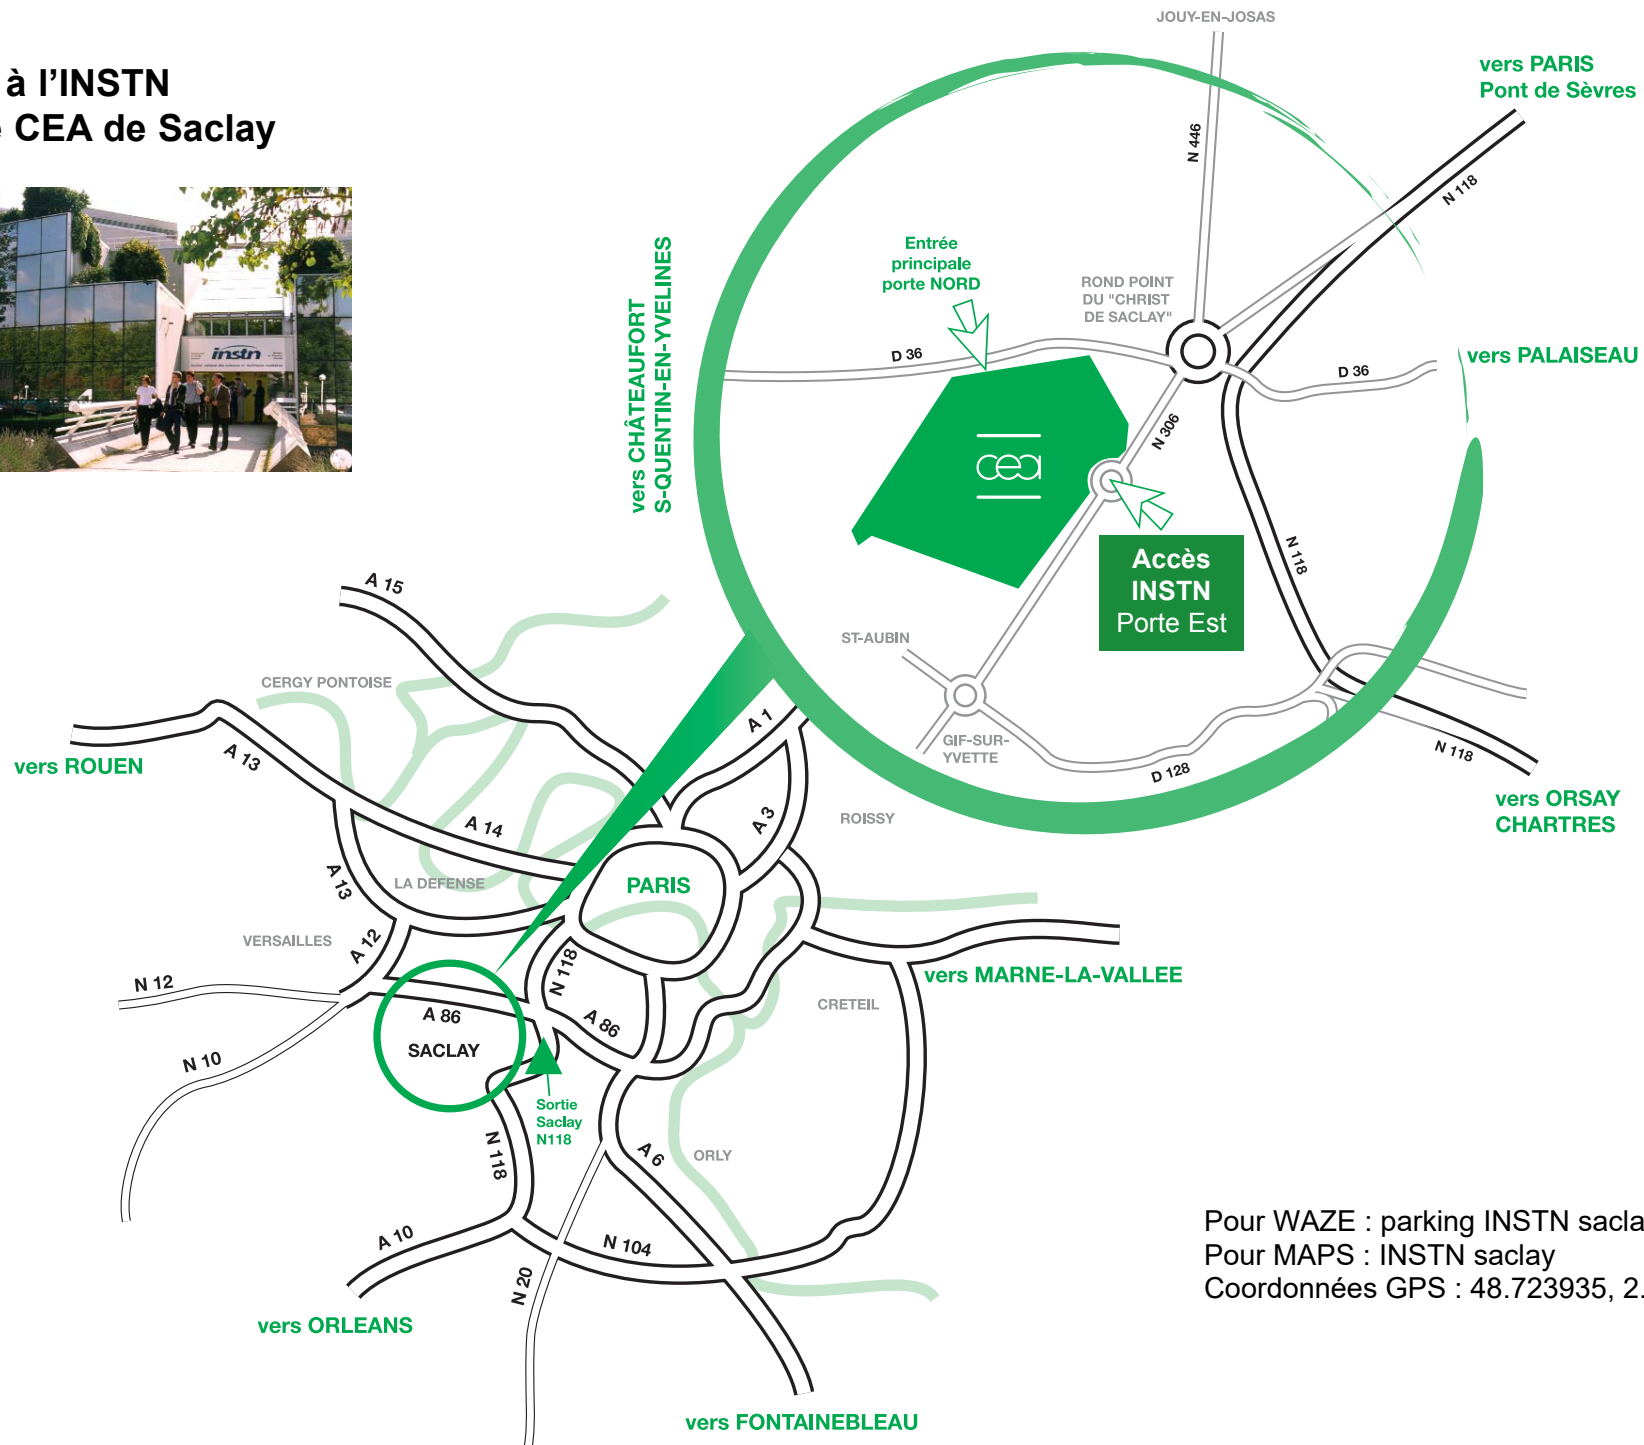 à l'INSTN
CEA de Saclay
instn
JOUY-EN-JOSAS
vers PARIS
Pont de Sèvres
N 446
N 118
vers CHÂTEAUFORT
S-QUENTIN-EN-YVELINES
Entrée
principale
porte NORD
ROND POINT
DU "CHRIST
DE SACLAY"
D 36
D 36
vers PALAISEAU
N 306
cea
N 118
Accès
INSTN
Porte Est
ST-AUBIN
GIF-SUR-
YVETTE
D 128
N 118
vers ORSAY
CHARTRES
A 15
CERGY PONTOISE
A 1
vers ROUEN
A 13
A 14
A 3
ROISSY
A 13
LA DEFENSE
PARIS
VERSAILLES
A 12
N 118
vers MARNE-LA-VALLEE
N 12
A 86
A 86
CRETEIL
SACLAY
N 10
Sortie
Saclay
N118
N 118
A 6
ORLY
A 10
N 104
N 20
vers ORLEANS
vers FONTAINEBLEAU
Pour WAZE : parking INSTN sacla
Pour MAPS : INSTN saclay
Coordonnées GPS : 48.723935, 2.